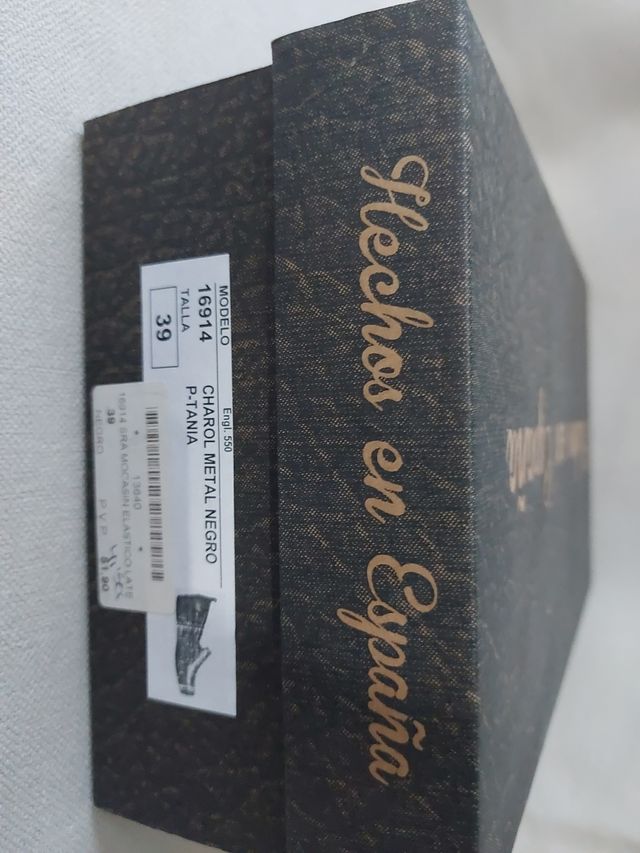 Hechos en España
MODELO
16914
TALLA
39
Engl. 550
CHAROL METAL NEGRO
P-TANIA
* 13640 *
16914 SRA MOCASIN ELASTICO LATE
39
NEGRO P.V.P.
61.90